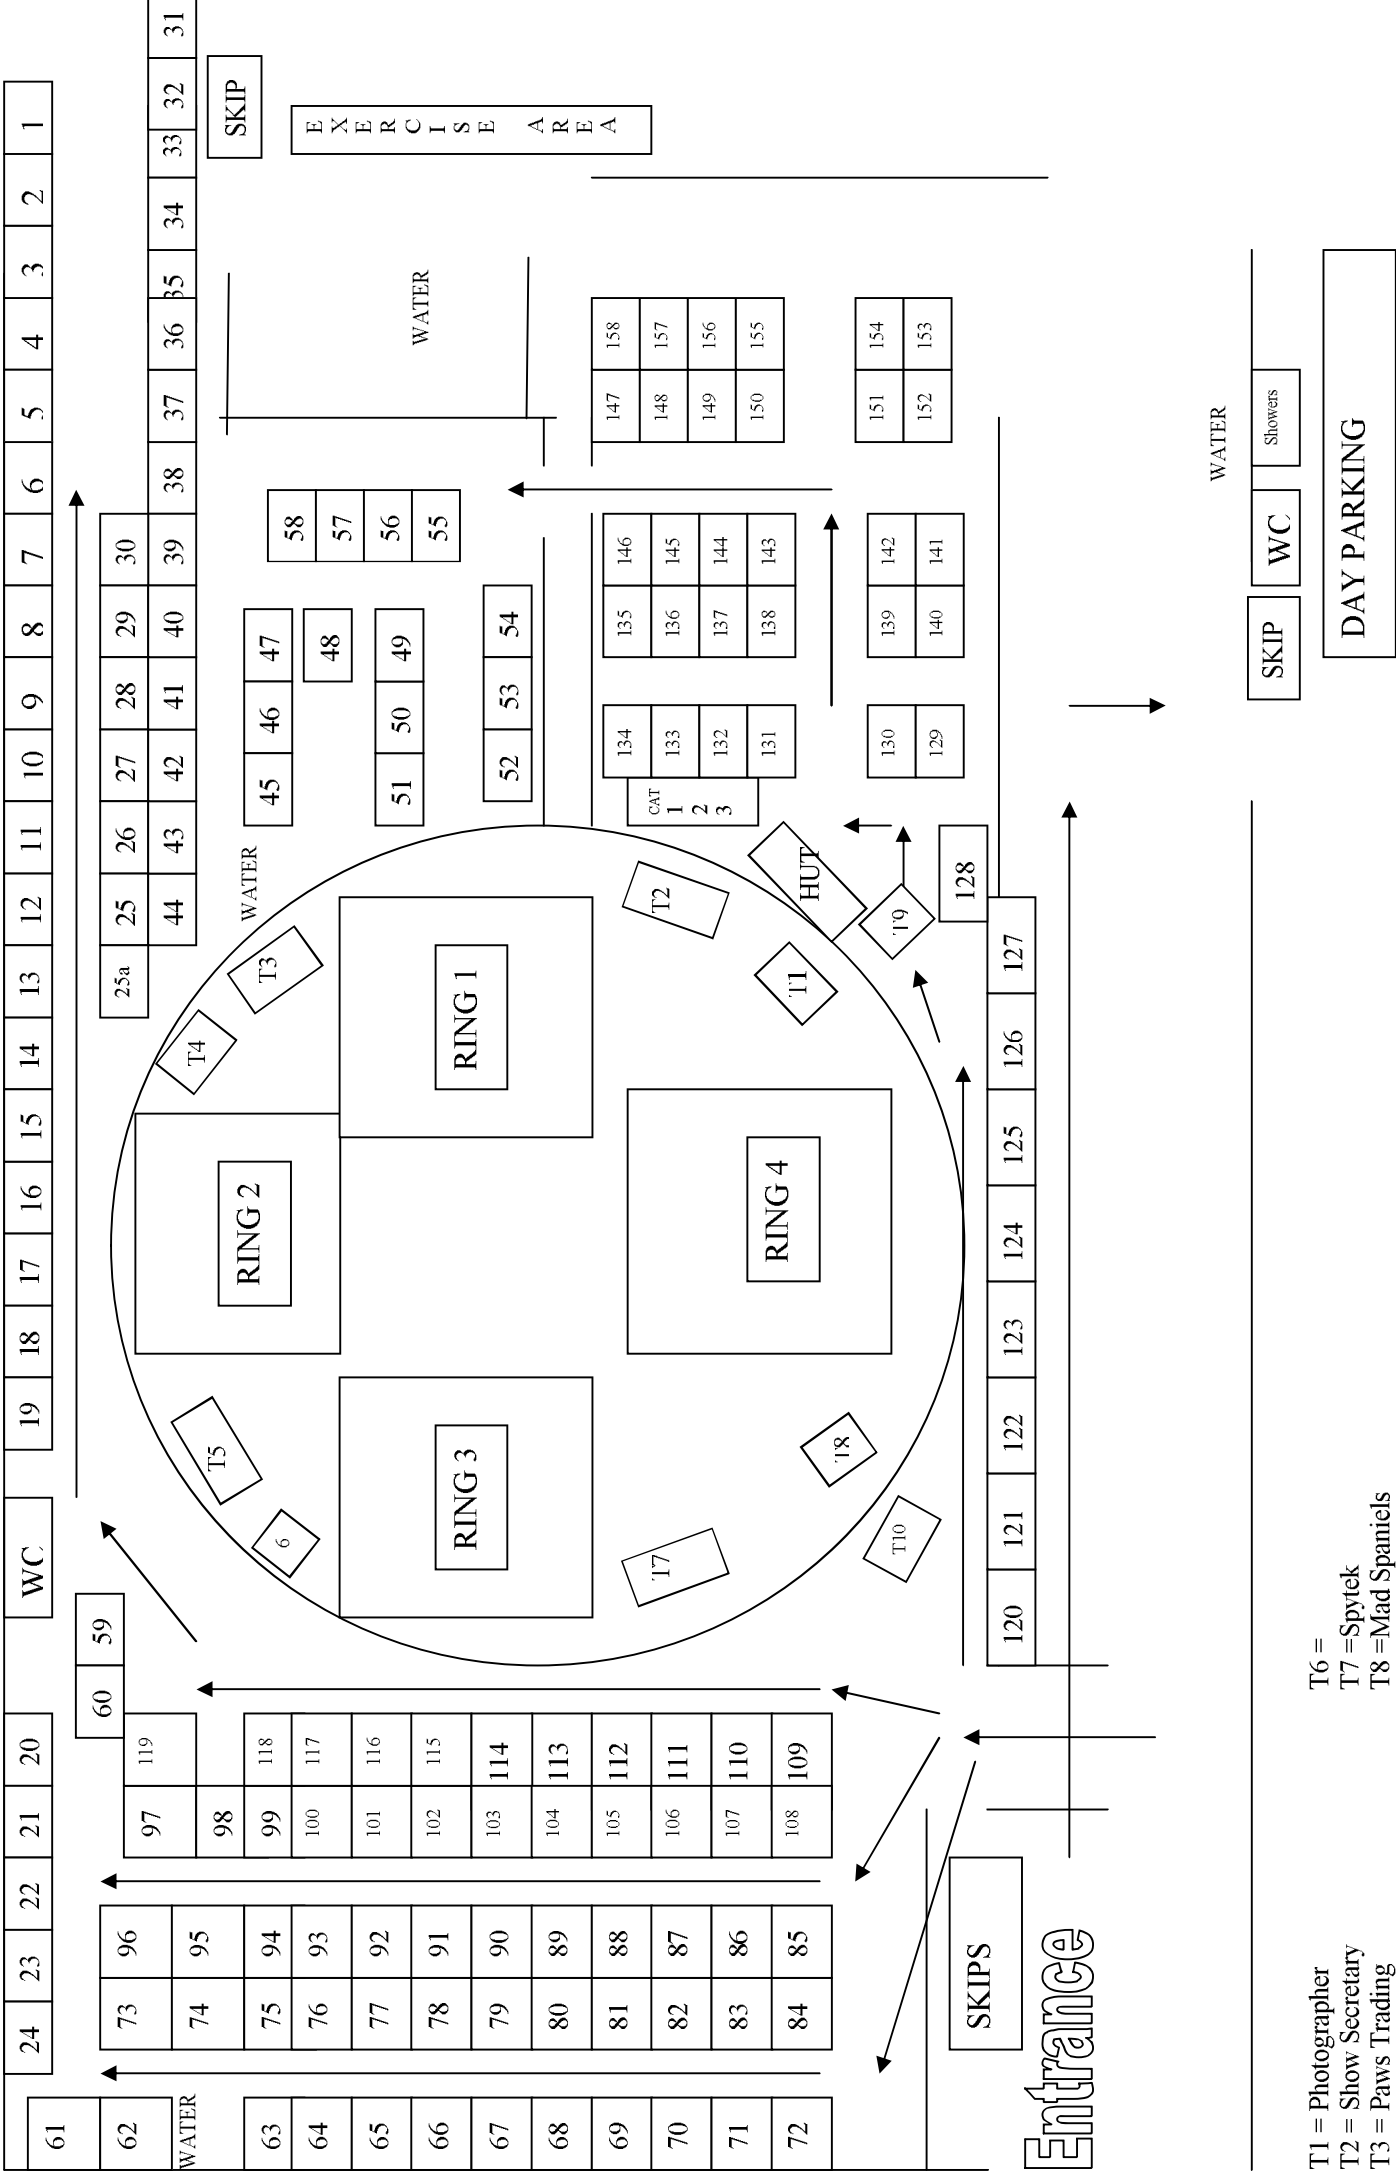 24 23 22 21 20 WC 19 18 17 16 15 14 13 12 11 10 9 8 7 6 5 4 3 2 1
61
60 59
62 73 96 97 119 25a 25 26 27 28 29 30
44 43 42 41 40 39 38 37 36 35 34 33 32 31
WATER 74 95 98 T4
T5 RING 2 T3 WATER SKIP
63 75 94 99 118 6 45 46 47 58
64 76 93 100 117 48 57
65 77 92 101 116 51 50 49 56
66 78 91 102 115 55 WATER
RING 3 RING 1
EXERCISE AREA
67 79 90 103 114 52 53 54
68 80 89 104 113
69 81 88 105 112 134 135 146 147 158
T7 T2 CAT
1
2
3
70 82 87 106 111 133 136 145 148 157
71 83 86 107 110 132 137 144 149 156
72 84 85 108 109 131 138 143 150 155
RING 4
T1 HUT
T8
T10 T9
130 139 142 151 154
129 140 141 152 153
128
SKIPS
120 121 122 123 124 125 126 127
Entrance
WATER
SKIP WC Showers
DAY PARKING
T1 = Photographer
T2 = Show Secretary
T3 = Paws Trading
T6 =
T7 =Spytek
T8 =Mad Spaniels